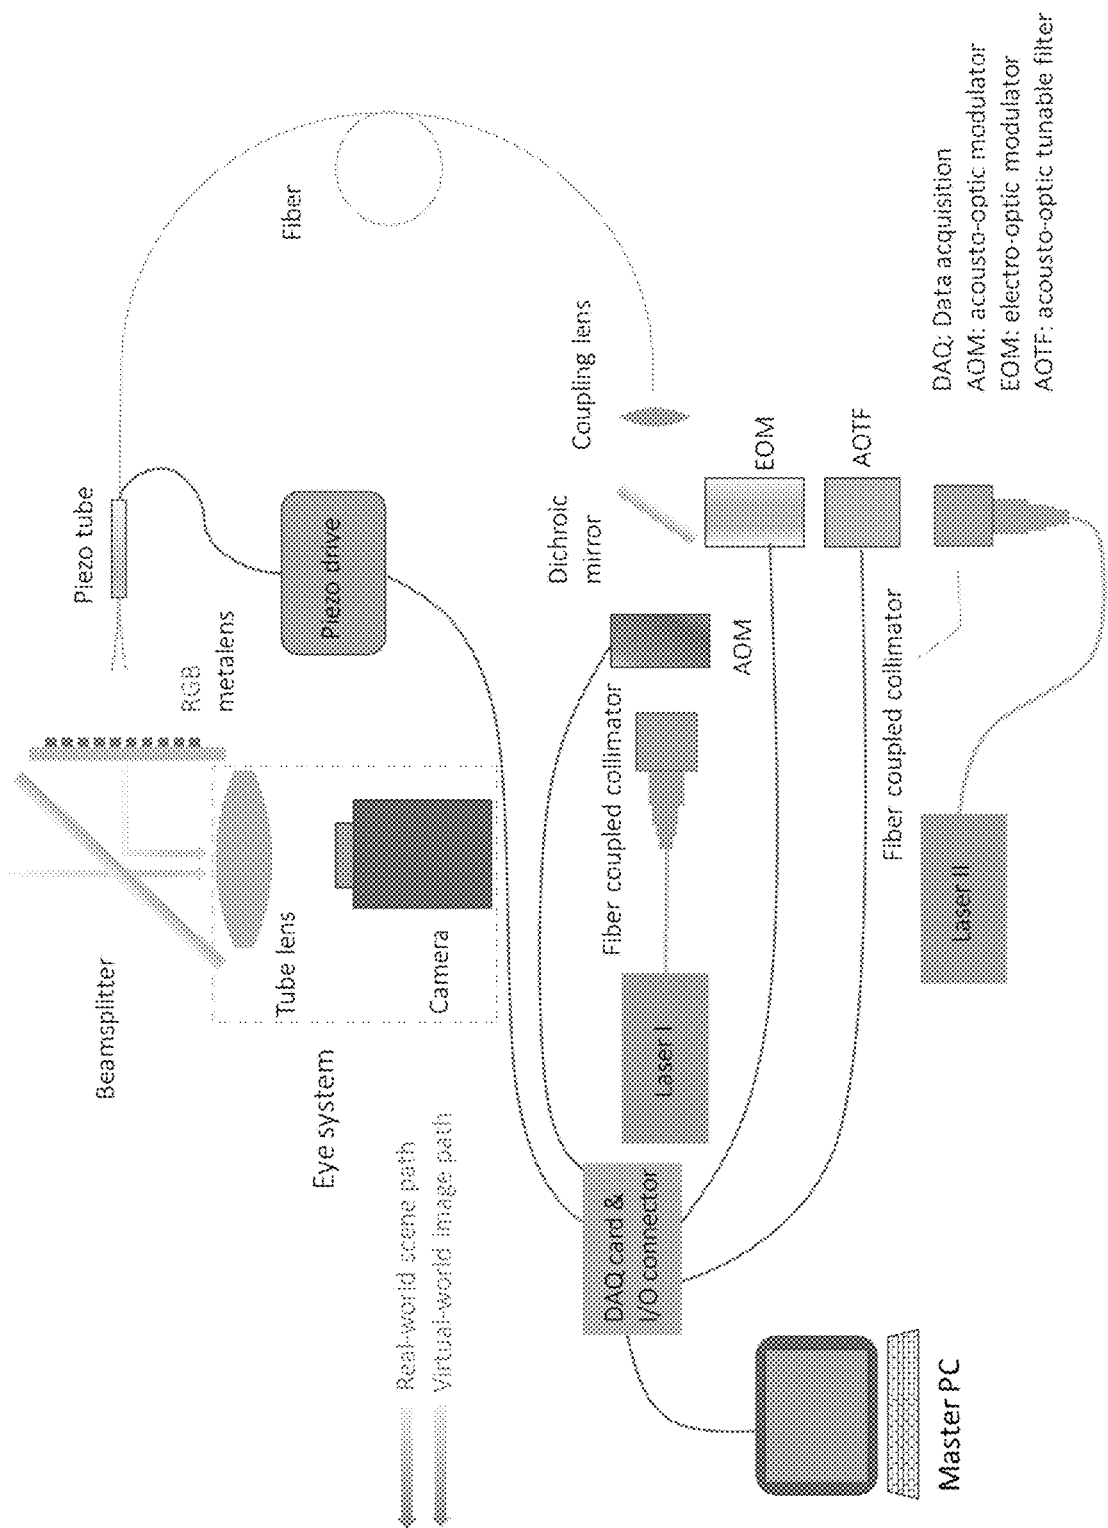 Beamsplitter
Eye system
Tube lens
Camera
RGB
metalens
Piezo tube
Piezo drive
Fiber
Real-world scene path
Virtual-world image path
DAQ card &
I/O connector
Laser I
Fiber coupled collimator
AOM
Dichroic
mirror
Coupling lens
EOM
AOTF
Master PC
Laser II
Fiber coupled collimator
DAQ: Data acquisition
AOM: acousto-optic modulator
EOM: electro-optic modulator
AOTF: acousto-optic tunable filter